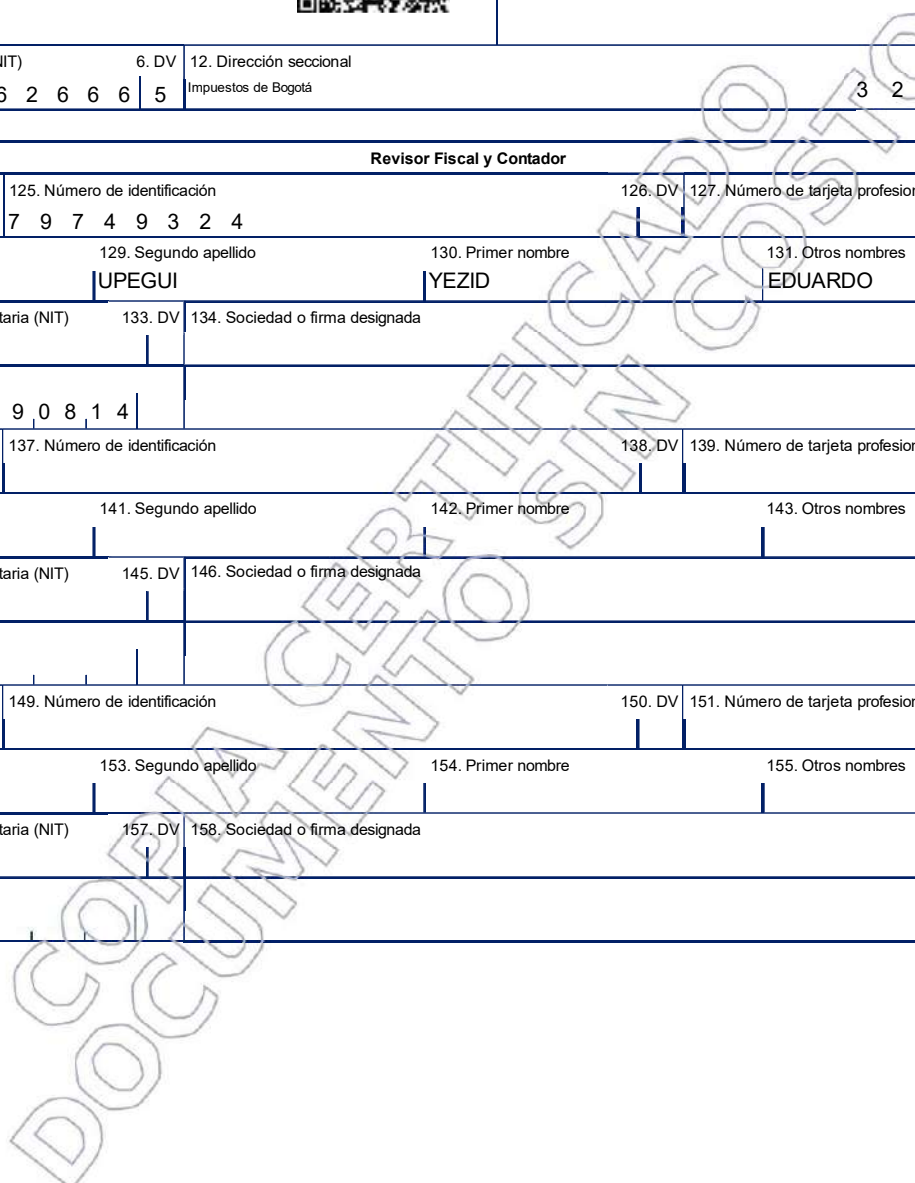 NIT) 6. DV 12. Dirección seccional
6 2 6 6 6 5 Impuestos de Bogotá 3 2
Revisor Fiscal y Contador
125. Número de identificación 126. DV 127. Número de tarjeta profesion
7 9 7 4 9 3 2 4
129. Segundo apellido 130. Primer nombre 131. Otros nombres
UPEGUI YEZID EDUARDO
taria (NIT) 133. DV 134. Sociedad o firma designada
9 0 8 1 4
137. Número de identificación 138. DV 139. Número de tarjeta profesion
141. Segundo apellido 142. Primer nombre 143. Otros nombres
taria (NIT) 145. DV 146. Sociedad o firma designada
149. Número de identificación 150. DV 151. Número de tarjeta profesion
153. Segundo apellido 154. Primer nombre 155. Otros nombres
taria (NIT) 157. DV 158. Sociedad o firma designada
COPIA CERTIFICADO
DOCUMENTO SIN COSTO